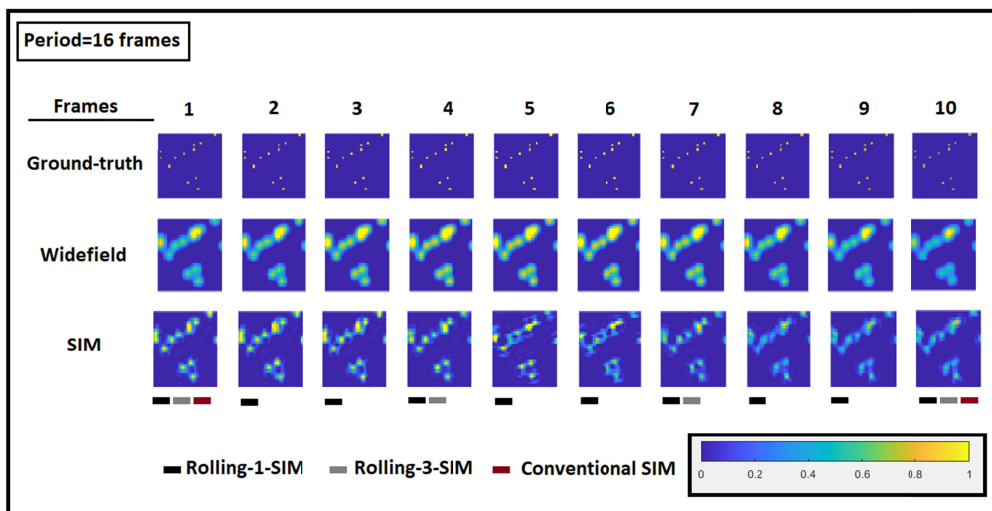 Period=16 frames
Frames 1 2 3 4 5 6 7 8 9 10
Ground-truth
Widefield
SIM
Rolling-1-SIM Rolling-3-SIM Conventional SIM
0 0.2 0.4 0.6 0.8 1